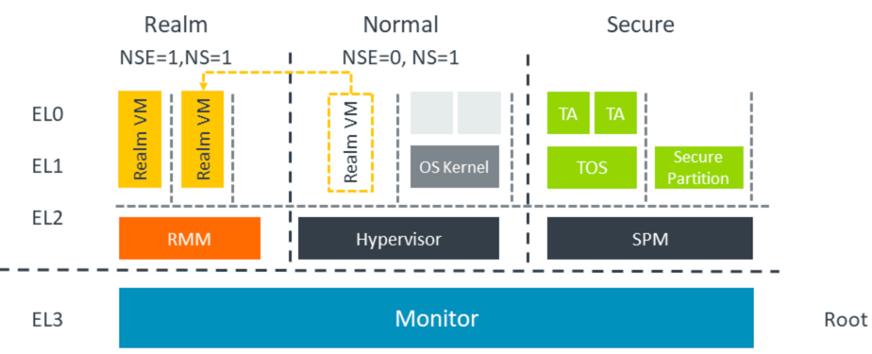 Realm
Normal
Secure
NSE=1,NS=1
NSE=0, NS=1
EL0
Realm VM
Realm VM
Realm VM
TA
TA
EL1
OS Kernel
TOS
Secure
Partition
EL2
RMM
Hypervisor
SPM
EL3
Monitor
Root